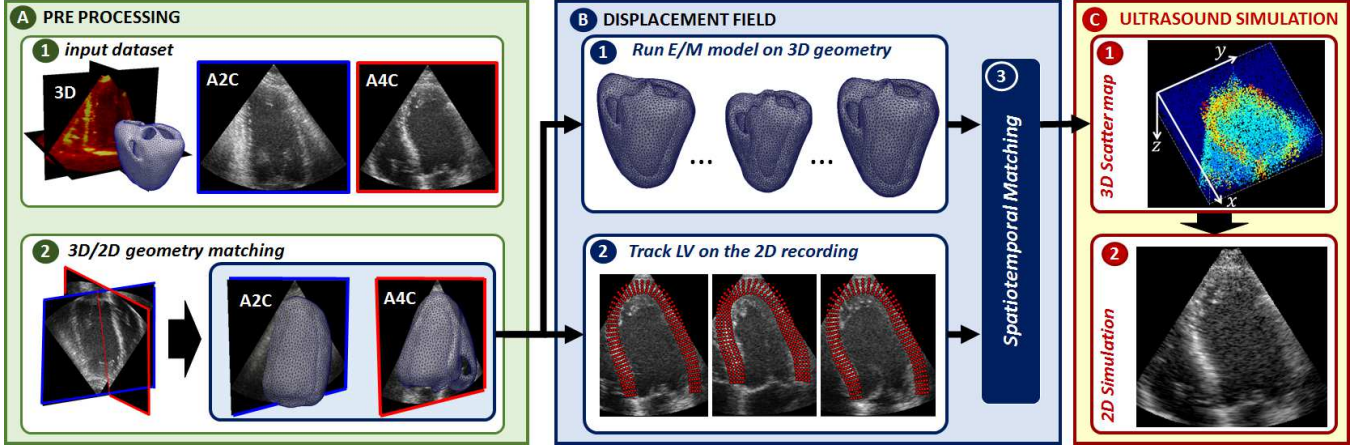 A PRE PROCESSING
1 input dataset
3D
A2C
A4C
2 3D/2D geometry matching
A2C
A4C
B DISPLACEMENT FIELD
1 Run E/M model on 3D geometry
... ...
2 Track LV on the 2D recording
3
Spatiotemporal Matching
C ULTRASOUND SIMULATION
1
3D Scatter map
y
z
x
2
2D Simulation